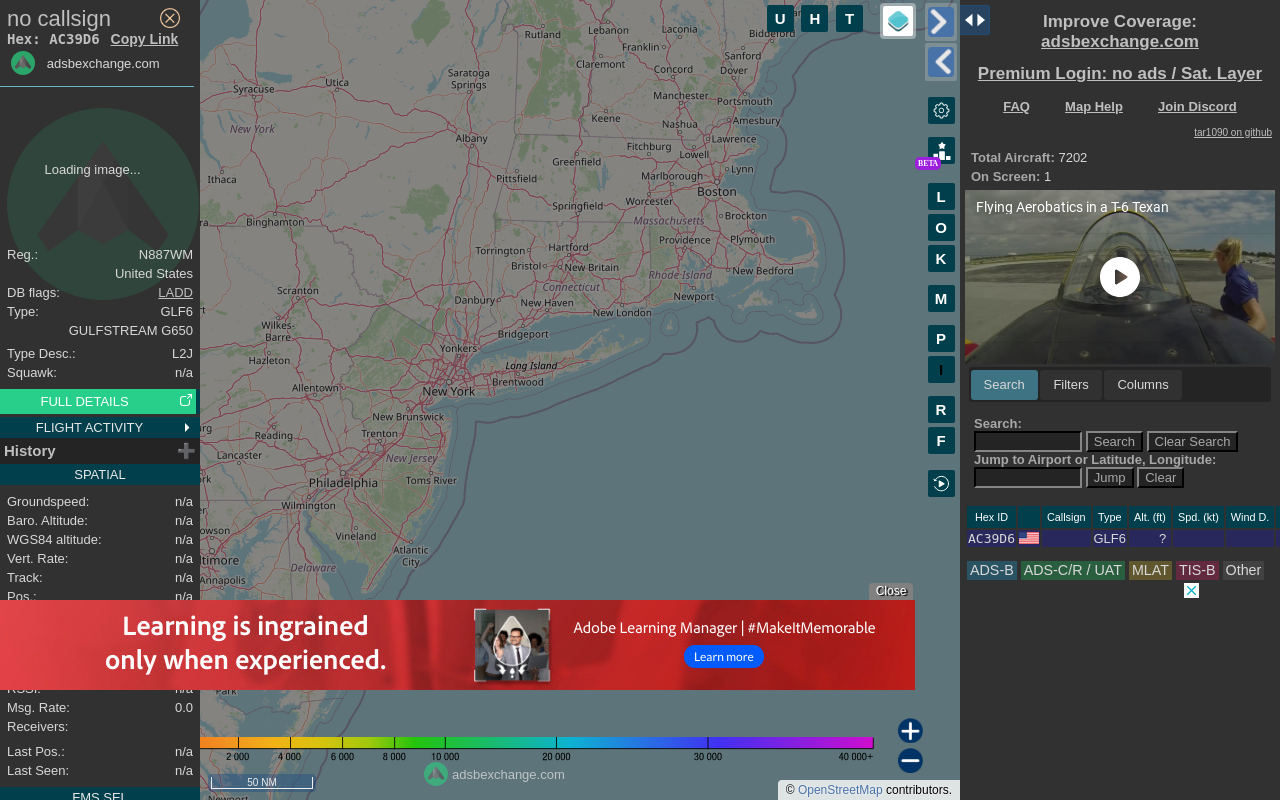 no callsign
Hex: AC39D6 Copy Link
adsbexchange.com
Loading image...
Reg.: N887WM
United States
DB flags: LADD
Type: GLF6
GULFSTREAM G650
Type Desc.: L2J
Squawk: n/a
FULL DETAILS
FLIGHT ACTIVITY
History
SPATIAL
Groundspeed: n/a
Baro. Altitude: n/a
WGS84 altitude: n/a
Vert. Rate: n/a
Track: n/a
Pos.: n/a
RSSI: n/a
Msg. Rate: 0.0
Receivers:
Last Pos.: n/a
Last Seen: n/a
FMS SEL
U H T
BETA
L
O
K
M
P
I
R
F
Rutland
Lebanon
Laconia
Biddeford
Franklin
Claremont
Sanford
Concord
Dover
Utica
Saratoga
Springs
Syracuse
Manchester
Portsmouth
Keene
Nashua
Amesbury
New York
Albany
Fitchburg
Lawrence
Greenfield
Lowell
Ithaca
Pittsfield
Marlborough
Lynn
Boston
Springfield
Worcester
Binghamton
Massachusetts
Brockton
Torrington
Hartford
Providence
Plymouth
Bristol
New Britain
Rhode Island
New Bedford
Scranton
Connecticut
Danbury
New Haven
New London
Newport
Wilkes-
Barre
Bridgeport
Yonkers
Hazleton
Long Island
Brentwood
Allentown
New York
New Brunswick
Reading
Trenton
Lancaster
New Jersey
Philadelphia
Toms River
Wilmington
Vineland
Atlantic
City
Annapolis
Delaware
Park
Newport
Close
Learning is ingrained
only when experienced.
Adobe Learning Manager | #MakeItMemorable
Learn more
2 000 4 000 6 000 8 000 10 000 20 000 30 000 40 000+
50 NM
adsbexchange.com
© OpenStreetMap contributors.
Improve Coverage:
adsbexchange.com
Premium Login: no ads / Sat. Layer
FAQ Map Help Join Discord
tar1090 on github
Total Aircraft: 7202
On Screen: 1
Flying Aerobatics in a T-6 Texan
Search Filters Columns
Search:
Search Clear Search
Jump to Airport or Latitude, Longitude:
Jump Clear
Hex ID Callsign Type Alt. (ft) Spd. (kt) Wind D.
AC39D6 GLF6 ?
ADS-B ADS-C/R / UAT MLAT TIS-B Other